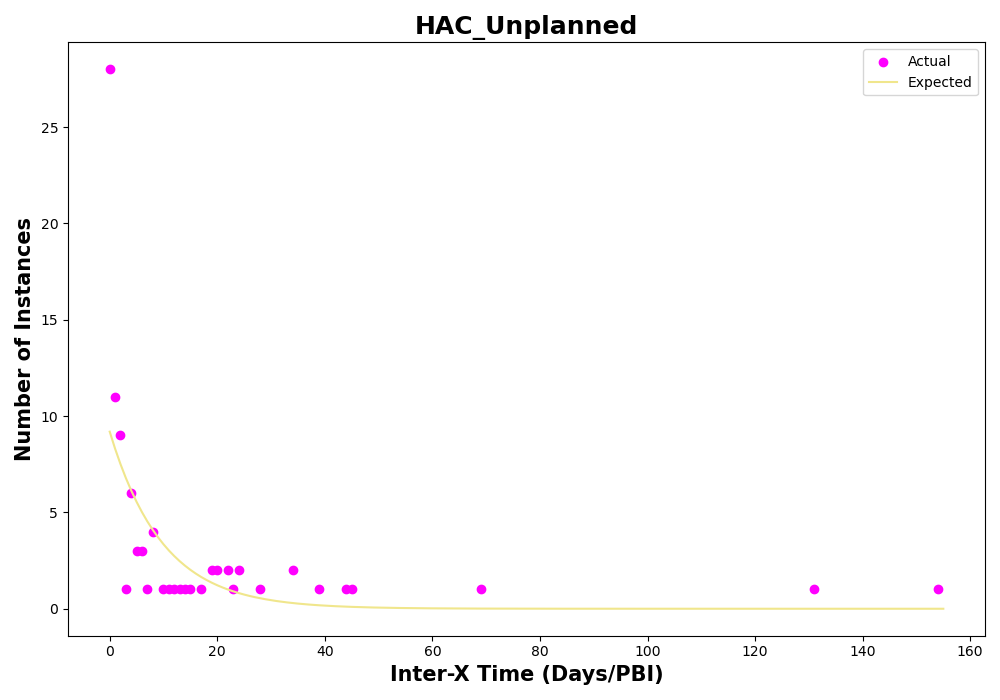 HAC_Unplanned
Actual
Expected
Number of Instances
25
20
15
10
5
0
0 20 40 60 80 100 120 140 160
Inter-X Time (Days/PBI)